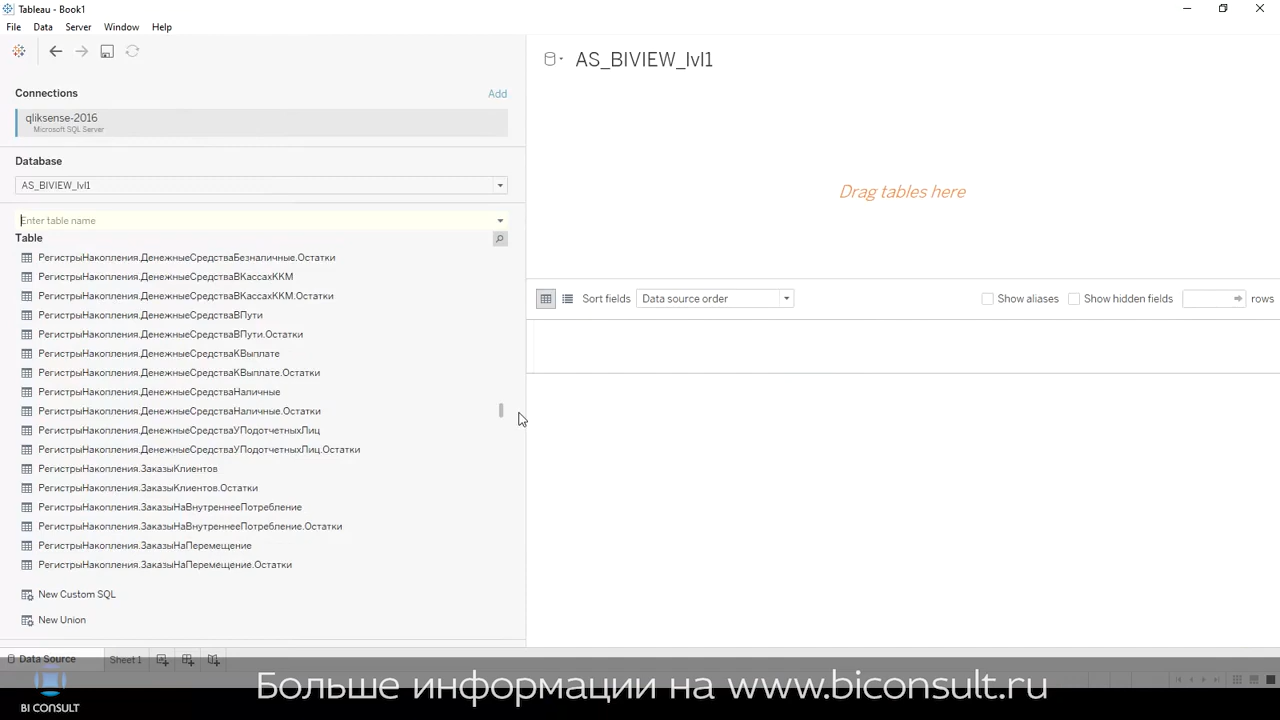 Tableau - Book1
File Data Server Window Help
Connections Add
qliksense-2016
Microsoft SQL Server
Database
AS_BIVIEW_lvl1
Enter table name
Table
РегистрыНакопления.ДенежныеСредстваБезналичные.Остатки
РегистрыНакопления.ДенежныеСредстваВКассахККМ
РегистрыНакопления.ДенежныеСредстваВКассахККМ.Остатки
РегистрыНакопления.ДенежныеСредстваВПути
РегистрыНакопления.ДенежныеСредстваВПути.Остатки
РегистрыНакопления.ДенежныеСредстваКВыплате
РегистрыНакопления.ДенежныеСредстваКВыплате.Остатки
РегистрыНакопления.ДенежныеСредстваНаличные
РегистрыНакопления.ДенежныеСредстваНаличные.Остатки
РегистрыНакопления.ДенежныеСредстваУПодотчетныхЛиц
РегистрыНакопления.ДенежныеСредстваУПодотчетныхЛиц.Остатки
РегистрыНакопления.ЗаказыКлиентов
РегистрыНакопления.ЗаказыКлиентов.Остатки
РегистрыНакопления.ЗаказыНаВнутреннееПотребление
РегистрыНакопления.ЗаказыНаВнутреннееПотребление.Остатки
РегистрыНакопления.ЗаказыНаПеремещение
РегистрыНакопления.ЗаказыНаПеремещение.Остатки
New Custom SQL
New Union
AS_BIVIEW_lvl1
Drag tables here
Sort fields Data source order Show aliases Show hidden fields rows
Data Source Sheet 1
Больше информации на www.biconsult.ru
BI CONSULT